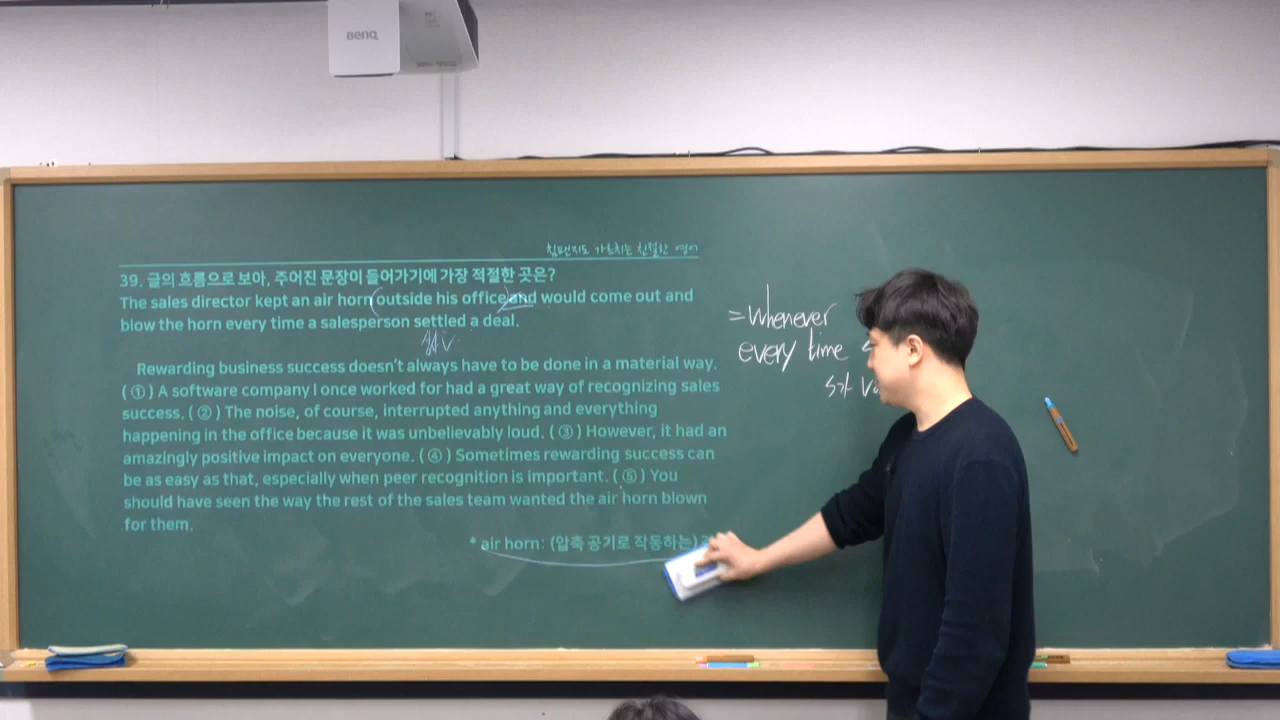 BenQ
침팬지도 가르치는 친절한 영어
39. 글의 흐름으로 보아, 주어진 문장이 들어가기에 가장 적절한 곳은?
The sales director kept an air horn (outside his office) and would come out and
blow the horn every time a salesperson settled a deal.
= whenever
every time
Rewarding business success doesn't always have to be done in a material way.
( ① ) A software company I once worked for had a great way of recognizing sales
success. ( ② ) The noise, of course, interrupted anything and everything
happening in the office because it was unbelievably loud. ( ③ ) However, it had an
amazingly positive impact on everyone. ( ④ ) Sometimes rewarding success can
be as easy as that, especially when peer recognition is important. ( ⑤ ) You
should have seen the way the rest of the sales team wanted the air horn blown
for them.
* air horn: (압축 공기로 작동하는)